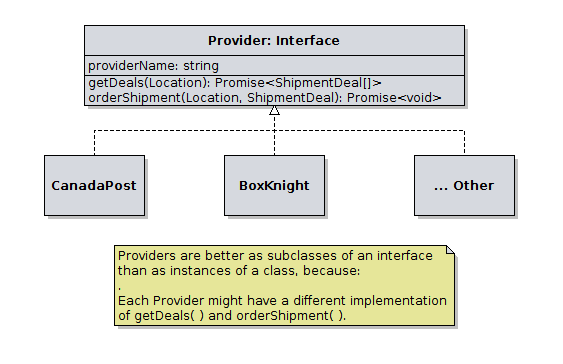 Provider: Interface
providerName: string
getDeals(Location): Promise<ShipmentDeal[]>
orderShipment(Location, ShipmentDeal): Promise<void>
CanadaPost
BoxKnight
... Other
Providers are better as subclasses of an interface
than as instances of a class, because:
.
Each Provider might have a different implementation
of getDeals( ) and orderShipment( ).